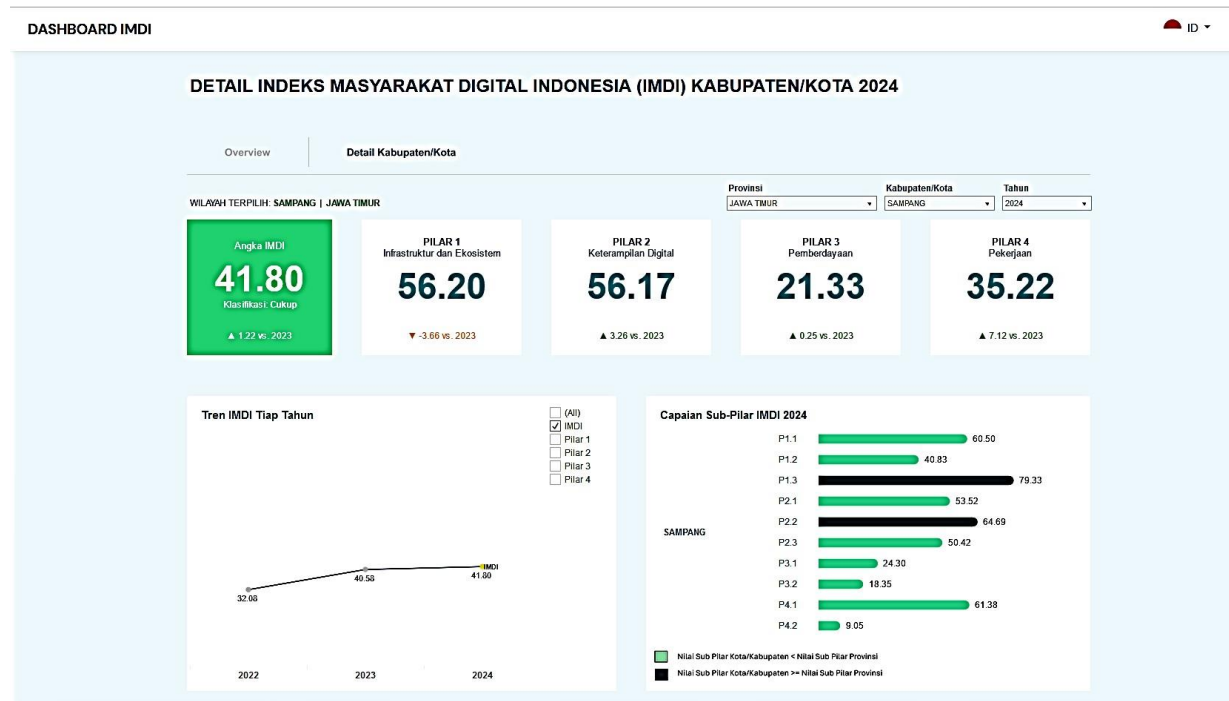 DASHBOARD IMDI
ID
DETAIL INDEKS MASYARAKAT DIGITAL INDONESIA (IMDI) KABUPATEN/KOTA 2024
Overview
Detail Kabupaten/Kota
Provinsi
Kabupaten/Kota
Tahun
WILAYAH TERPILIH: SAMPANG | JAWA TIMUR
JAWA TIMUR
SAMPANG
2024
Angka IMDI
41.80
Klasifikasi: Cukup
▲ 1.22 vs. 2023
PILAR 1
Infrastruktur dan Ekosistem
56.20
▼ -3.66 vs. 2023
PILAR 2
Keterampilan Digital
56.17
▲ 3.26 vs. 2023
PILAR 3
Pemberdayaan
21.33
▲ 0.25 vs. 2023
PILAR 4
Pekerjaan
35.22
▲ 7.12 vs. 2023
Tren IMDI Tiap Tahun
(All)
IMDI
Pilar 1
Pilar 2
Pilar 3
Pilar 4
32.08
40.58
IMDI
41.80
2022
2023
2024
Capaian Sub-Pilar IMDI 2024
SAMPANG
P1.1 60.50
P1.2 40.83
P1.3 79.33
P2.1 53.52
P2.2 64.69
P2.3 50.42
P3.1 24.30
P3.2 18.35
P4.1 61.38
P4.2 9.05
Nilai Sub Pilar Kota/Kabupaten < Nilai Sub Pilar Provinsi
Nilai Sub Pilar Kota/Kabupaten >= Nilai Sub Pilar Provinsi